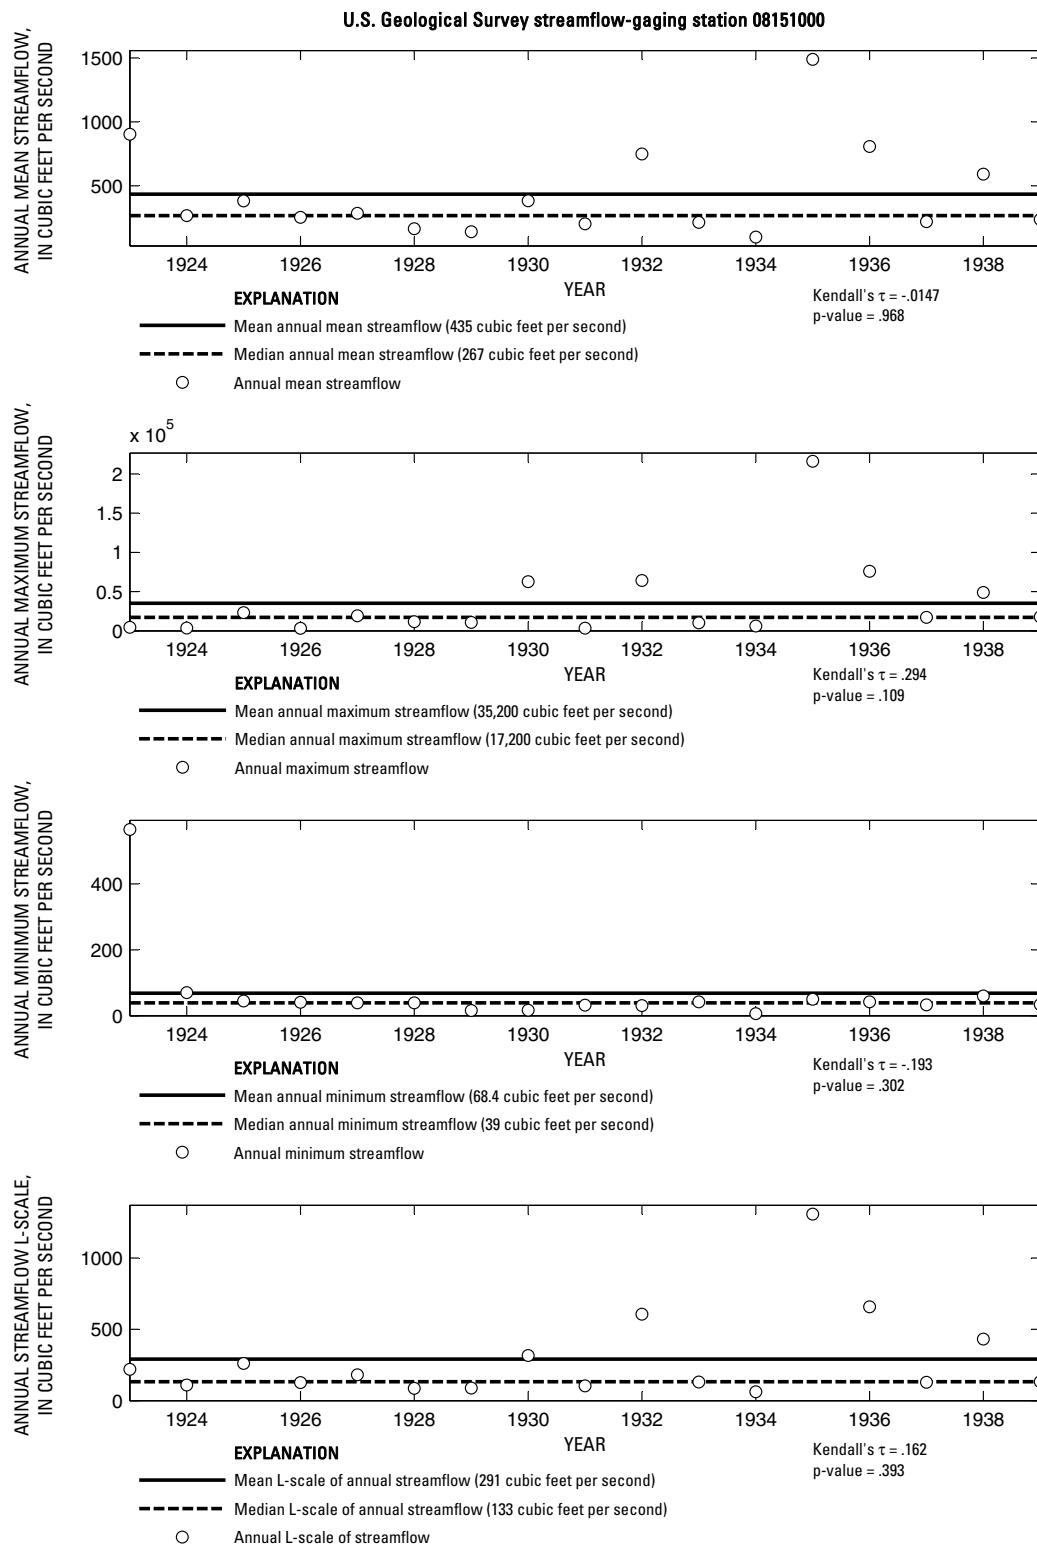 U.S. Geological Survey streamflow-gaging station 08151000
ANNUAL MEAN STREAMFLOW,
IN CUBIC FEET PER SECOND
1500
1000
500
1924 1926 1928 1930 1932 1934 1936 1938
YEAR
Kendall's τ = -.0147
p-value = .968
EXPLANATION
Mean annual mean streamflow (435 cubic feet per second)
Median annual mean streamflow (267 cubic feet per second)
Annual mean streamflow
ANNUAL MAXIMUM STREAMFLOW,
IN CUBIC FEET PER SECOND
x 10^5
2
1.5
1
0.5
0
1924 1926 1928 1930 1932 1934 1936 1938
YEAR
Kendall's τ = .294
p-value = .109
EXPLANATION
Mean annual maximum streamflow (35,200 cubic feet per second)
Median annual maximum streamflow (17,200 cubic feet per second)
Annual maximum streamflow
ANNUAL MINIMUM STREAMFLOW,
IN CUBIC FEET PER SECOND
400
200
0
1924 1926 1928 1930 1932 1934 1936 1938
YEAR
Kendall's τ = -.193
p-value = .302
EXPLANATION
Mean annual minimum streamflow (68.4 cubic feet per second)
Median annual minimum streamflow (39 cubic feet per second)
Annual minimum streamflow
ANNUAL STREAMFLOW L-SCALE,
IN CUBIC FEET PER SECOND
1000
500
0
1924 1926 1928 1930 1932 1934 1936 1938
YEAR
Kendall's τ = .162
p-value = .393
EXPLANATION
Mean L-scale of annual streamflow (291 cubic feet per second)
Median L-scale of annual streamflow (133 cubic feet per second)
Annual L-scale of streamflow